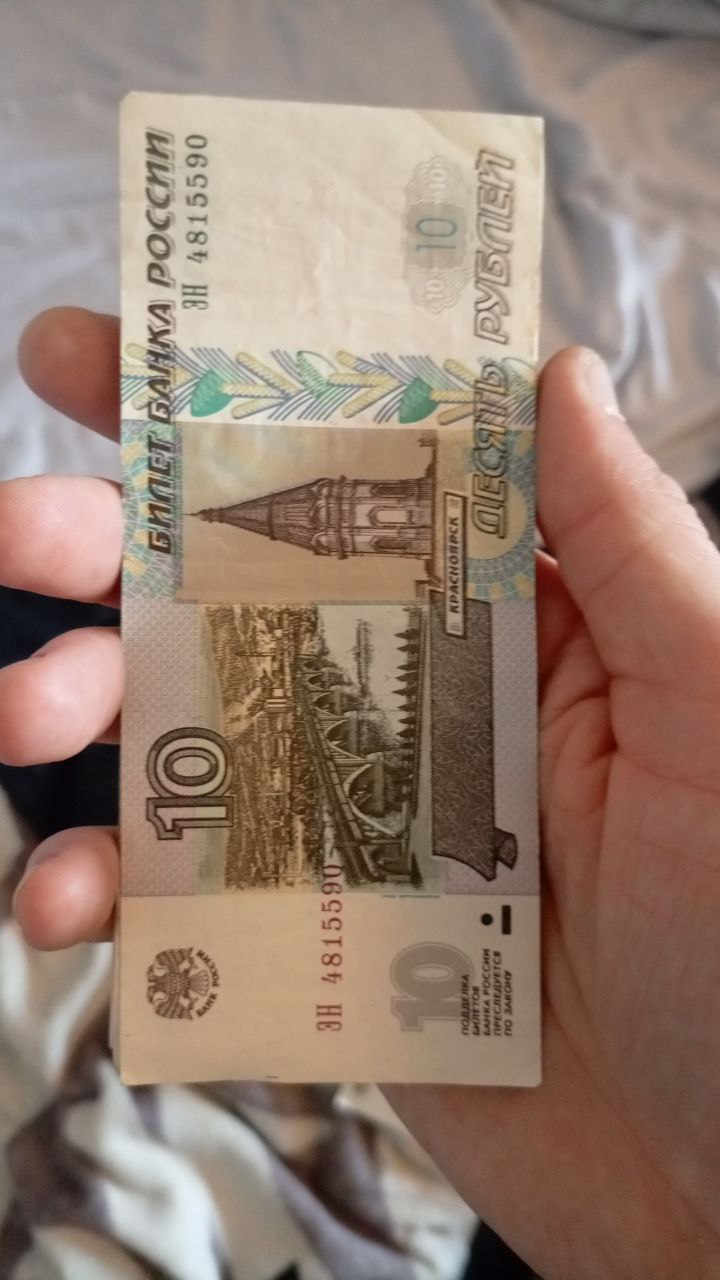 БИЛЕТ БАНКА РОССИИ
ЭН 4815590
10
БАНК РОССИИ
ЭН 4815590
10
ПОДДЕЛКА
БИЛЕТОВ
БАНКА РОССИИ
ПРЕСЛЕДУЕТСЯ
ПО ЗАКОНУ
КРАСНОЯРСК
10 10 10
ДЕСЯТЬ РУБЛЕЙ